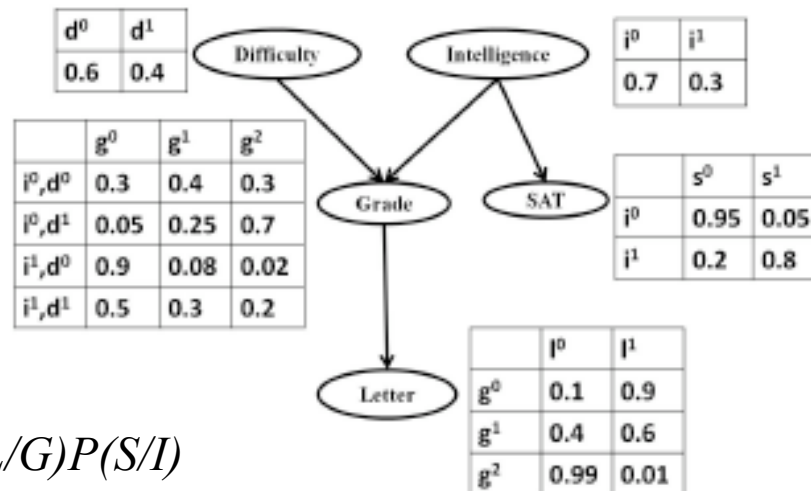 d⁰ d¹
0.6 0.4
Difficulty
Intelligence
i⁰ i¹
0.7 0.3
g⁰ g¹ g²
i⁰,d⁰ 0.3 0.4 0.3
i⁰,d¹ 0.05 0.25 0.7
i¹,d⁰ 0.9 0.08 0.02
i¹,d¹ 0.5 0.3 0.2
Grade
SAT
s⁰ s¹
i⁰ 0.95 0.05
i¹ 0.2 0.8
Letter
l⁰ l¹
g⁰ 0.1 0.9
g¹ 0.4 0.6
g² 0.99 0.01
/G)P(S/I)